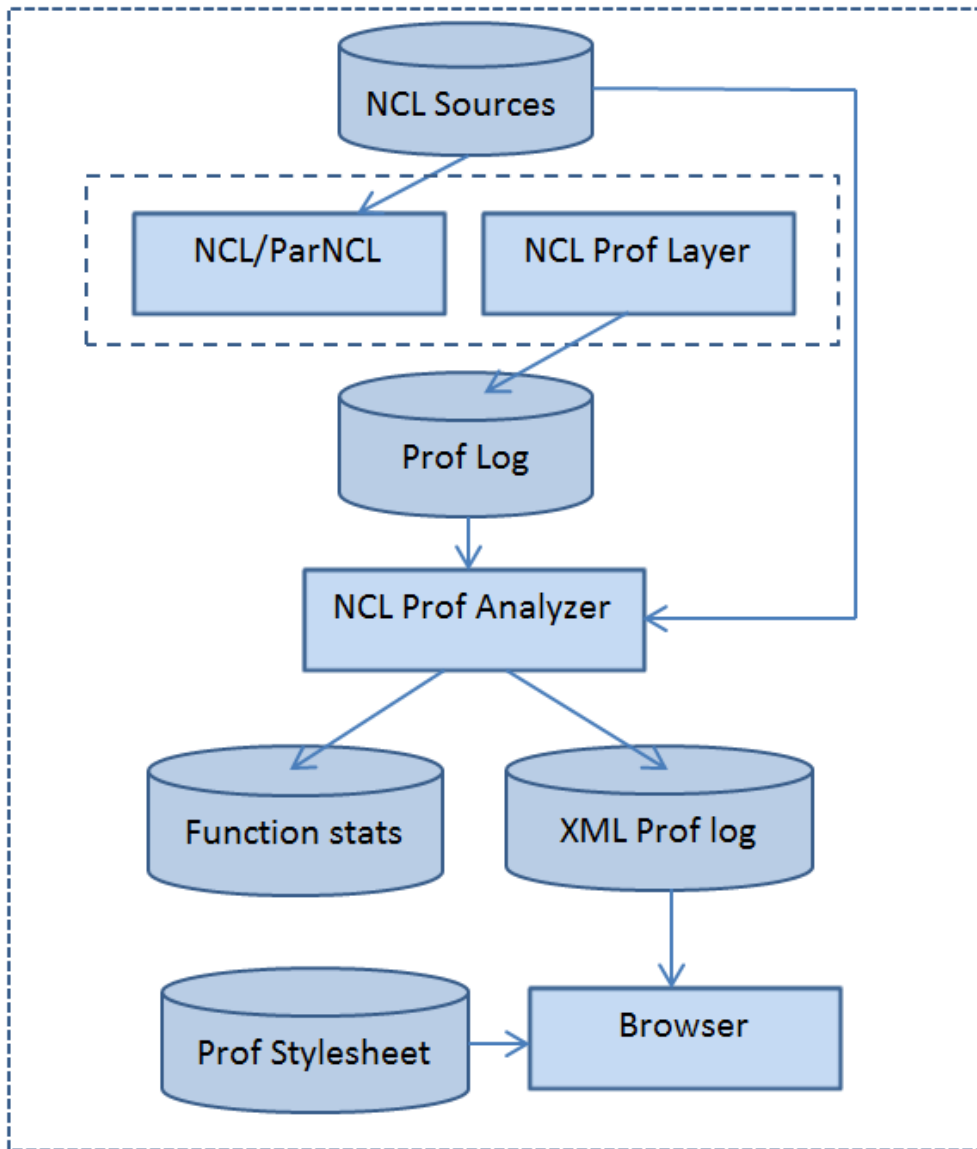 NCL Sources
NCL/ParNCL
NCL Prof Layer
Prof Log
NCL Prof Analyzer
Function stats
XML Prof log
Prof Stylesheet
Browser